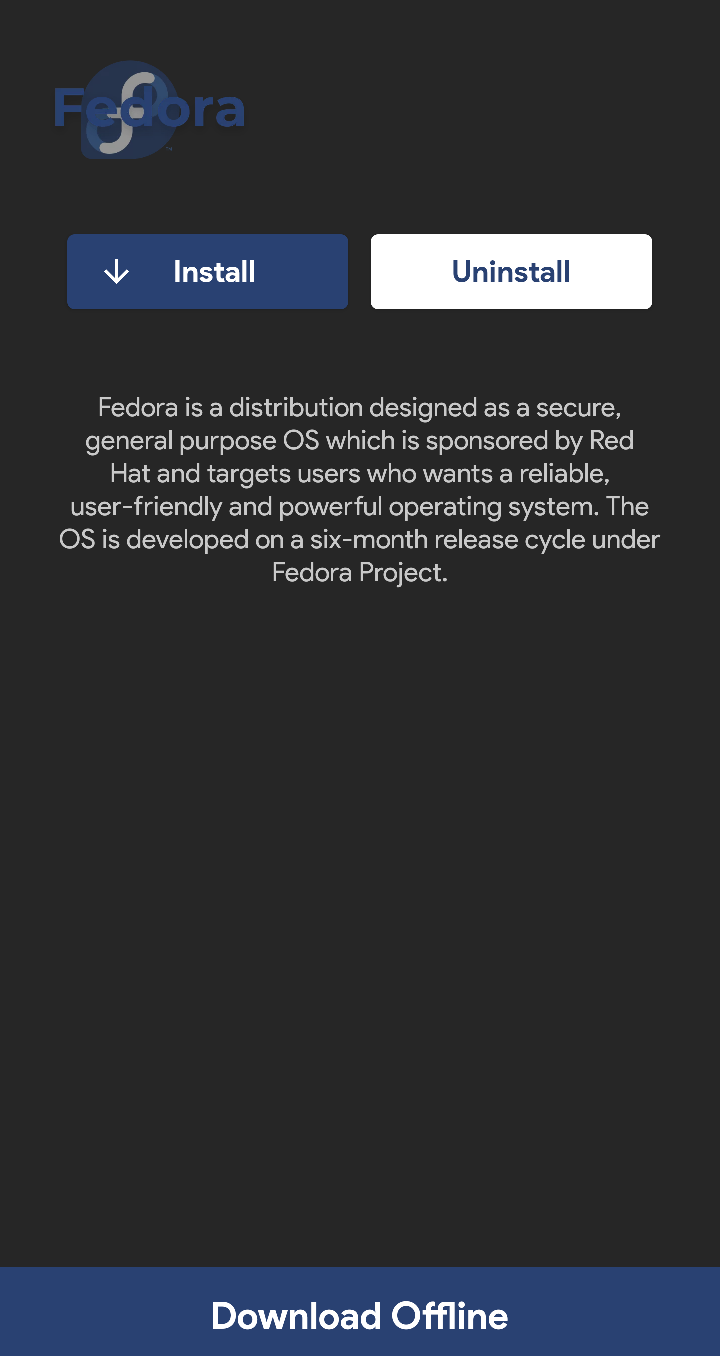 Fedora
Install
Uninstall
Fedora is a distribution designed as a secure,
general purpose OS which is sponsored by Red
Hat and targets users who wants a reliable,
user-friendly and powerful operating system. The
OS is developed on a six-month release cycle under
Fedora Project.
Download Offline